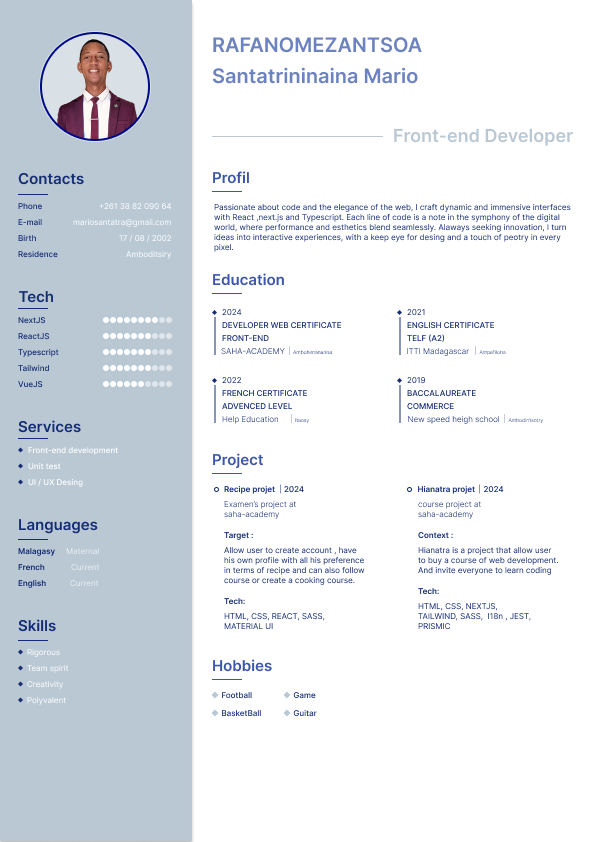 RAFANOMEZANTSOA
Santatrininaina Mario
Front-end Developer
Contacts
Phone +261 38 82 090 64
E-mail mariosantatra@gmail.com
Birth 17 / 08 / 2002
Residence Amboditsiry
Tech
NextJS
ReactJS
Typescript
Tailwind
VueJS
Services
Front-end development
Unit test
UI / UX Desing
Languages
Malagasy Maternal
French Current
English Current
Skills
Rigorous
Team spirit
Creativity
Polyvalent
Profil
Passionate about code and the elegance of the web, I craft dynamic and immersive interfaces
with React ,next.js and Typescript. Each line of code is a note in the symphony of the digital
world, where performance and esthetics blend seamlessly. Alaways seeking innovation, I turn
ideas into interactive experiences, with a keep eye for desing and a touch of peotry in every
pixel.
Education
2024
DEVELOPER WEB CERTIFICATE
FRONT-END
SAHA-ACADEMY | Ambohimanarina
2021
ENGLISH CERTIFICATE
TELF (A2)
ITTI Madagascar | Ampefiloha
2022
FRENCH CERTIFICATE
ADVENCED LEVEL
Help Education |
2019
BACCALAUREATE
COMMERCE
New speed heigh school |
Project
Recipe projet | 2024
Examen's project at
saha-academy
Target :
Allow user to create account , have
his own profile with all his preference
in terms of recipe and can also follow
course or create a cooking course.
Tech:
HTML, CSS, REACT, SASS,
MATERIAL UI
Hianatra projet | 2024
course project at
saha-academy
Context :
Hianatra is a project that allow user
to buy a course of web development.
And invite everyone to learn coding
Tech:
HTML, CSS, NEXTJS,
TAILWIND, SASS, I18n , JEST,
PRISMIC
Hobbies
Football Game
BasketBall Guitar